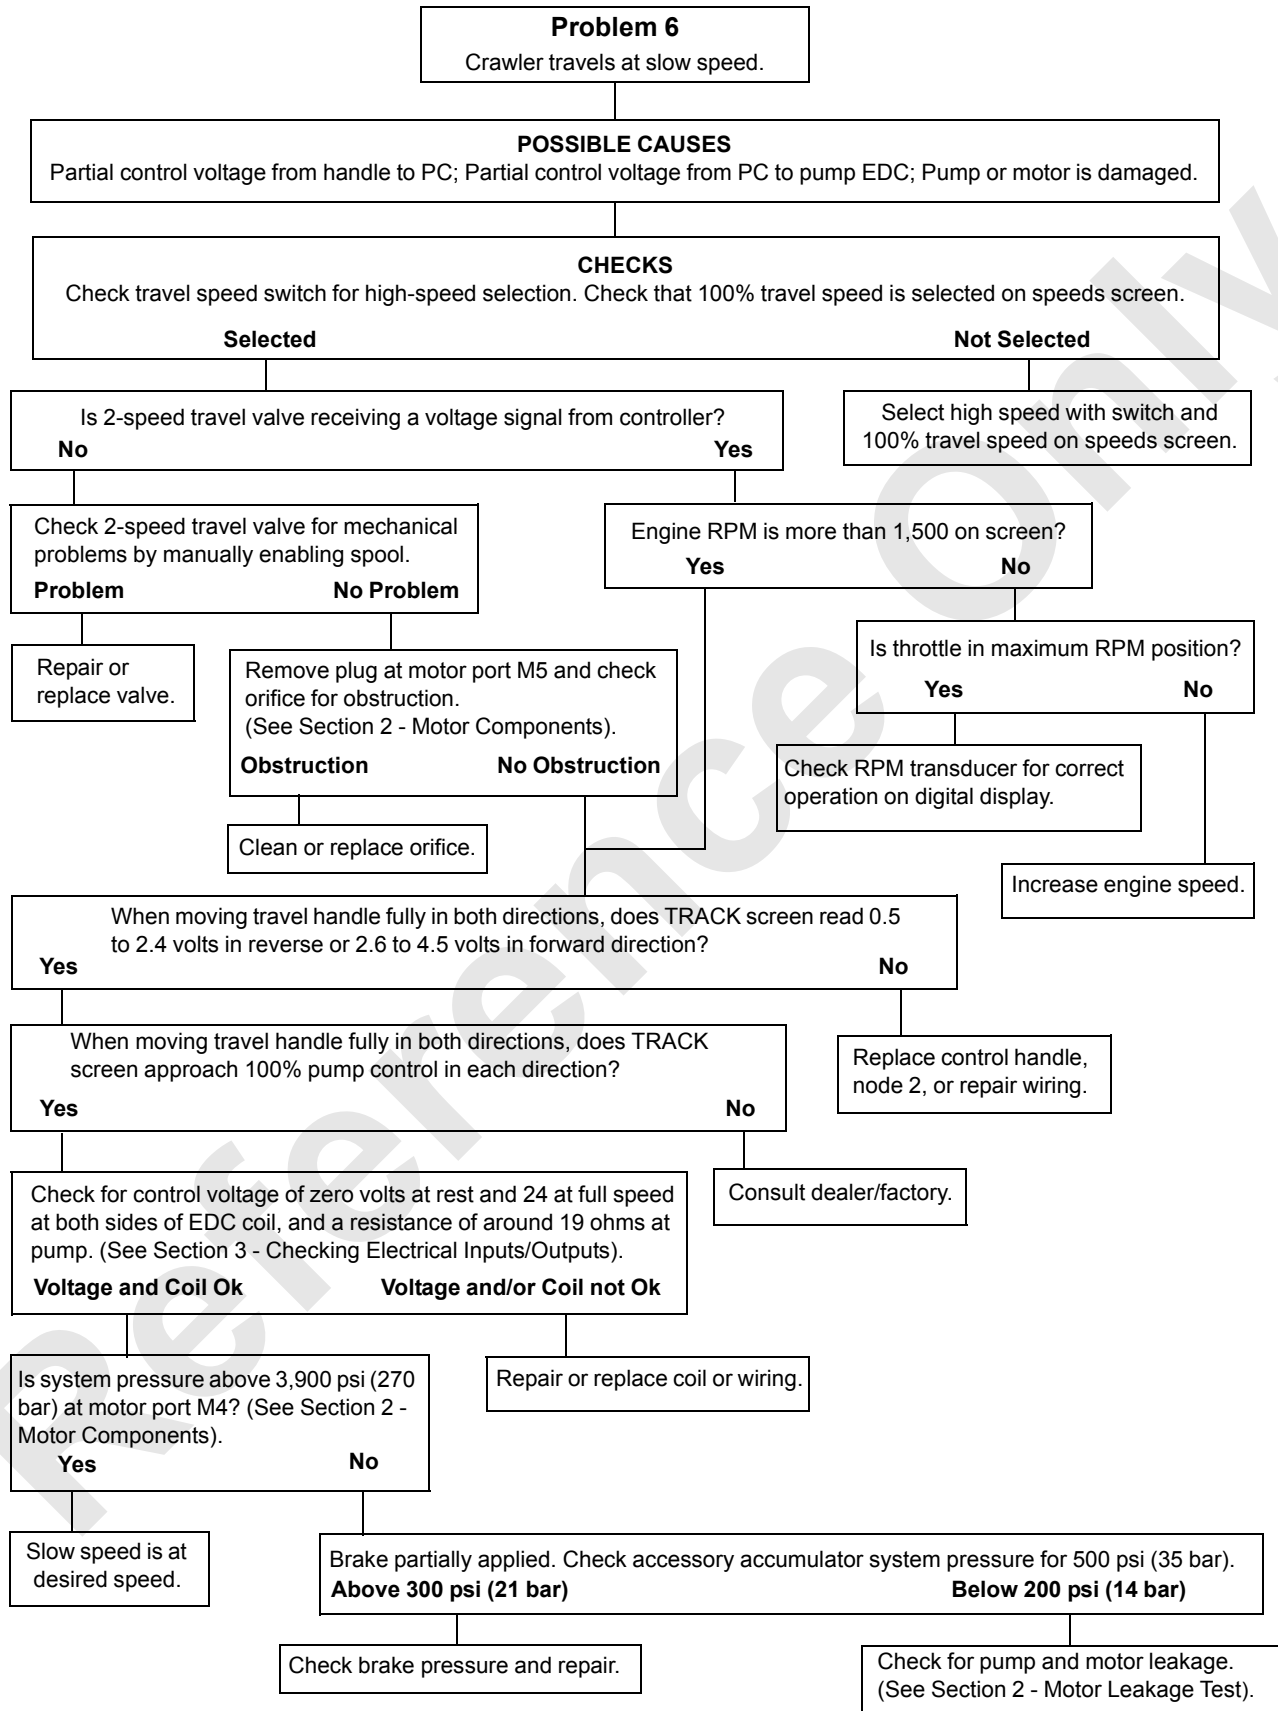 Problem 6
Crawler travels at slow speed.
POSSIBLE CAUSES
Partial control voltage from handle to PC; Partial control voltage from PC to pump EDC; Pump or motor is damaged.
CHECKS
Check travel speed switch for high-speed selection. Check that 100% travel speed is selected on speeds screen.
Selected
Not Selected
Is 2-speed travel valve receiving a voltage signal from controller?
No
Yes
Select high speed with switch and
100% travel speed on speeds screen.
Check 2-speed travel valve for mechanical
problems by manually enabling spool.
Problem
No Problem
Engine RPM is more than 1,500 on screen?
Yes
No
Repair or
replace valve.
Remove plug at motor port M5 and check
orifice for obstruction.
(See Section 2 - Motor Components).
Obstruction
No Obstruction
Is throttle in maximum RPM position?
Yes
No
Check RPM transducer for correct
operation on digital display.
Clean or replace orifice.
Increase engine speed.
When moving travel handle fully in both directions, does TRACK screen read 0.5
to 2.4 volts in reverse or 2.6 to 4.5 volts in forward direction?
Yes
No
When moving travel handle fully in both directions, does TRACK
screen approach 100% pump control in each direction?
Yes
No
Replace control handle,
node 2, or repair wiring.
Check for control voltage of zero volts at rest and 24 at full speed
at both sides of EDC coil, and a resistance of around 19 ohms at
pump. (See Section 3 - Checking Electrical Inputs/Outputs).
Voltage and Coil Ok
Voltage and/or Coil not Ok
Consult dealer/factory.
Is system pressure above 3,900 psi (270
bar) at motor port M4? (See Section 2 -
Motor Components).
Yes
No
Repair or replace coil or wiring.
Slow speed is at
desired speed.
Brake partially applied. Check accessory accumulator system pressure for 500 psi (35 bar).
Above 300 psi (21 bar)
Below 200 psi (14 bar)
Check brake pressure and repair.
Check for pump and motor leakage.
(See Section 2 - Motor Leakage Test).
Reference Only